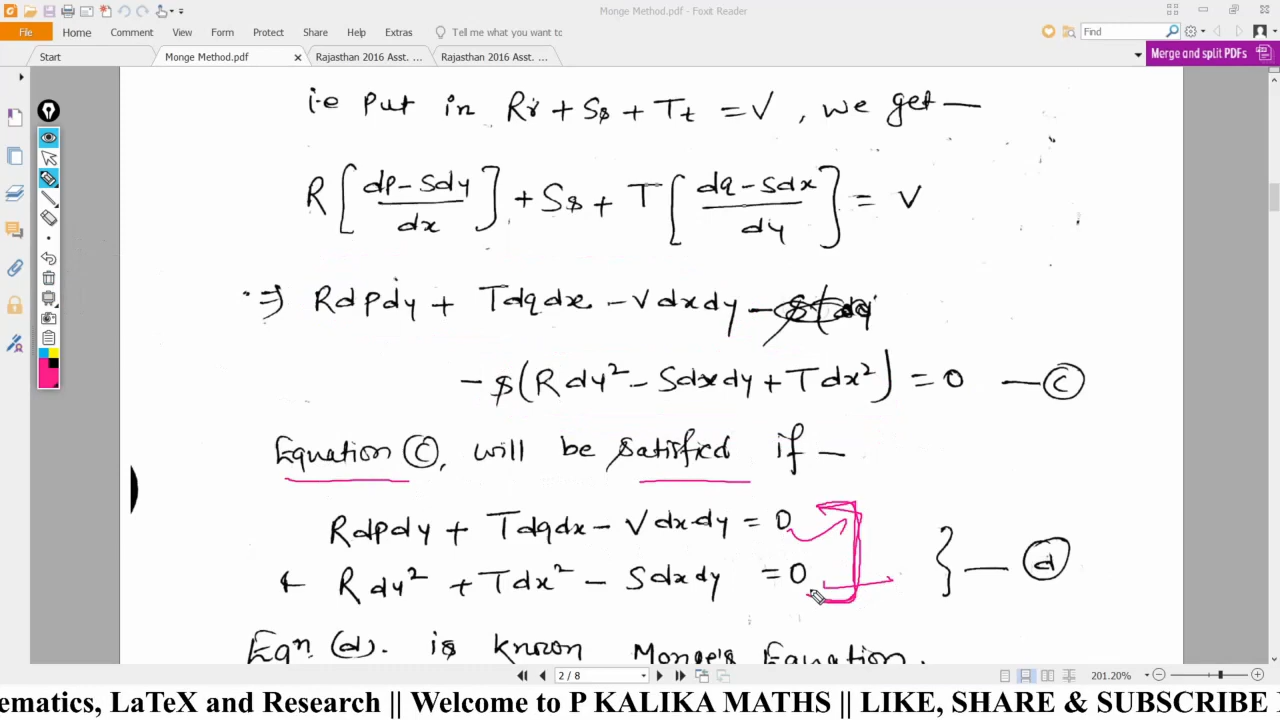 Monge Method.pdf - Foxit Reader
File Home Comment View Form Protect Share Help Extras Tell me what you want to Find
Start Monge Method.pdf × Rajasthan 2016 Asst. ... Rajasthan 2016 Asst. ... Merge and split PDFs
i.e Put in Rr + Ss + Tt = V, we get —
R[dp - sdy / dx] + Ss + T[dq - sdx / dy] = V
⇒ Rdpdy + Tdqdx - Vdxdy -
- s(Rdy² - Sdxdy + Tdx²) = 0 — (c)
Equation (c), will be satisfied if —
Rdpdy + Tdqdx - Vdxdy = 0
& Rdy² + Tdx² - Sdxdy = 0 } — (d)
Eqn (d). is known Monge's Equation.
2 / 8 201.20%
ematics, LaTeX and Research || Welcome to P KALIKA MATHS || LIKE, SHARE & SUBSCRIBE